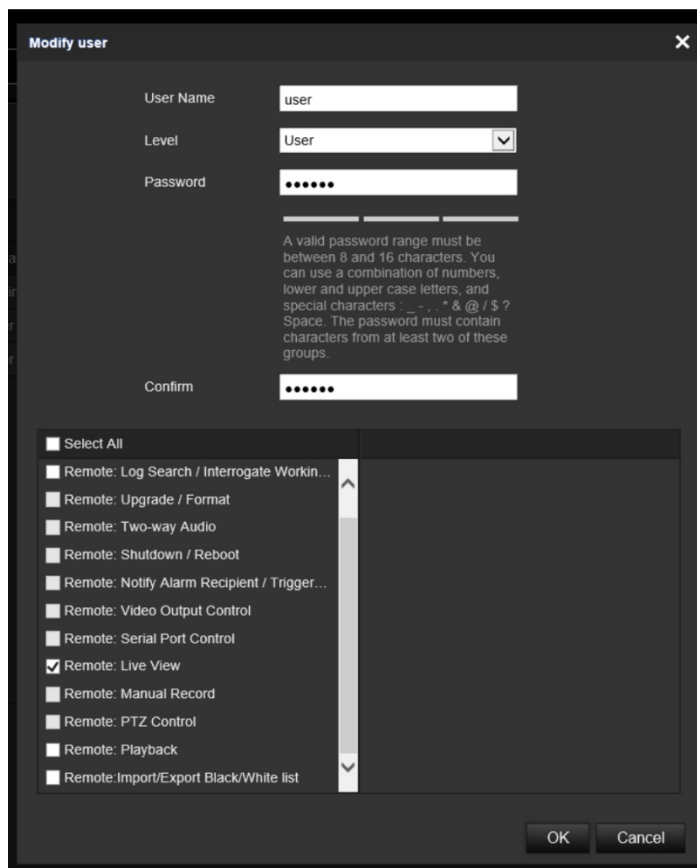 Modify user
User Name
user
Level
User
Password
••••••
A valid password range must be
between 8 and 16 characters. You
can use a combination of numbers,
lower and upper case letters, and
special characters : _ - , . * & @ / $ ?
Space. The password must contain
characters from at least two of these
groups.
Confirm
••••••
Select All
Remote: Log Search / Interrogate Workin...
Remote: Upgrade / Format
Remote: Two-way Audio
Remote: Shutdown / Reboot
Remote: Notify Alarm Recipient / Trigger...
Remote: Video Output Control
Remote: Serial Port Control
Remote: Live View
Remote: Manual Record
Remote: PTZ Control
Remote: Playback
Remote:Import/Export Black/White list
OK
Cancel